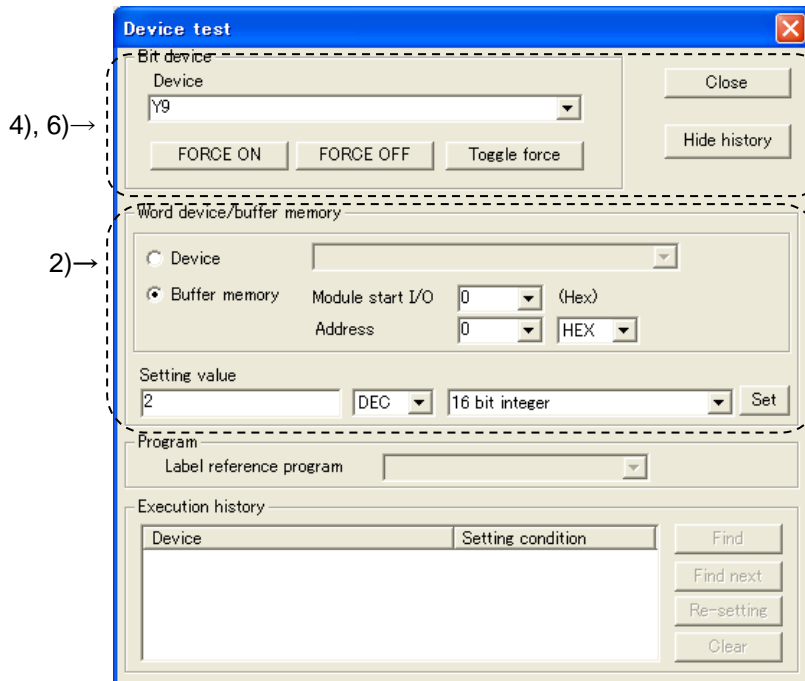 Device test
Bit device
Device
Y9
Close
4), 6)→
FORCE ON FORCE OFF Toggle force
Hide history
Word device/buffer memory
2)→
Device
Buffer memory Module start I/O 0 (Hex)
Address 0 HEX
Setting value
2 DEC 16 bit integer Set
Program
Label reference program
Execution history
Device Setting condition
Find
Find next
Re-setting
Clear